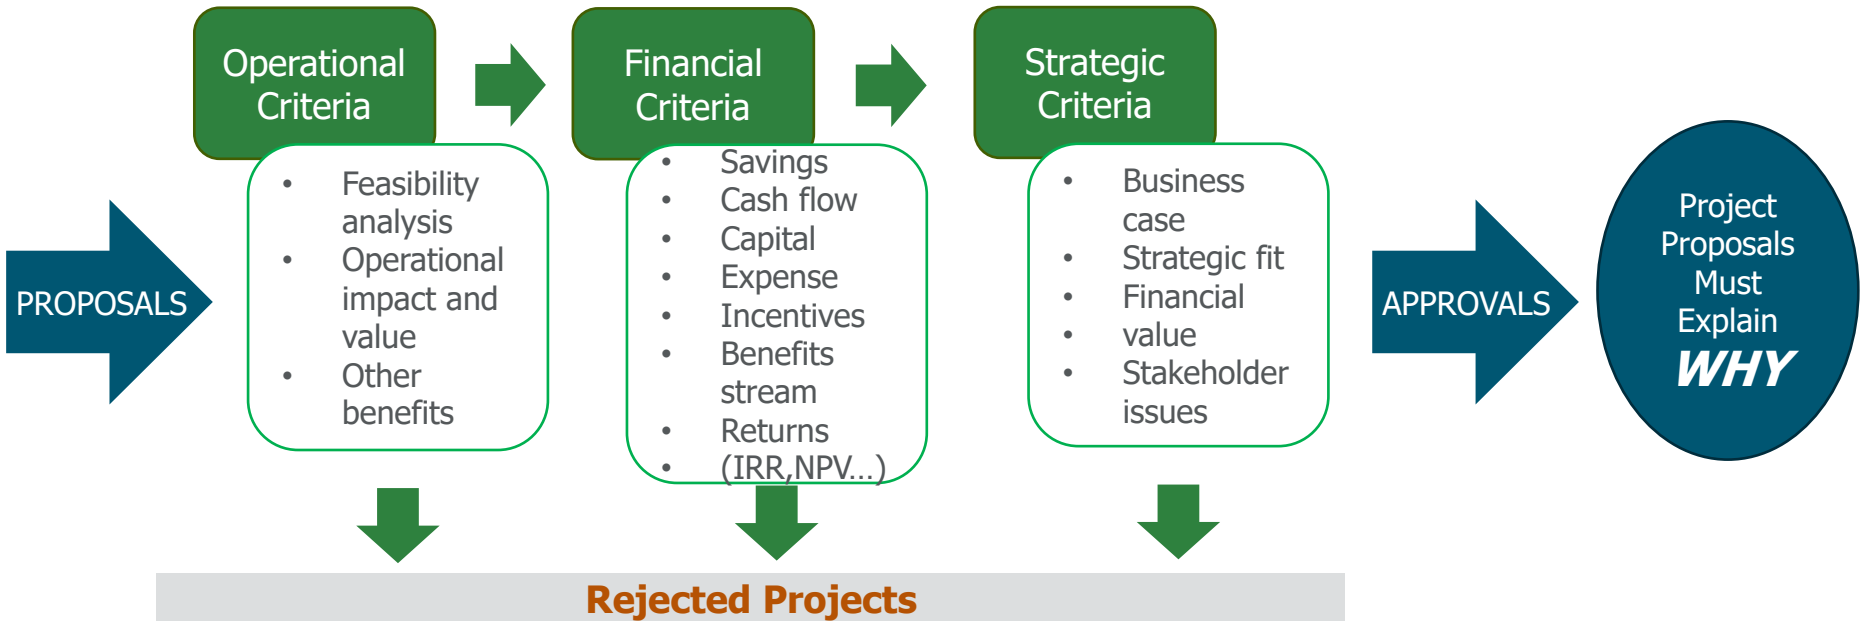 PROPOSALS
Operational
Criteria
• Feasibility
analysis
• Operational
impact and
value
• Other
benefits
Financial
Criteria
• Savings
• Cash flow
• Capital
• Expense
• Incentives
• Benefits
stream
• Returns
• (IRR,NPV…)
Strategic
Criteria
• Business
case
• Strategic fit
• Financial
• value
• Stakeholder
issues
APPROVALS
Project
Proposals
Must
Explain
WHY
Rejected Projects